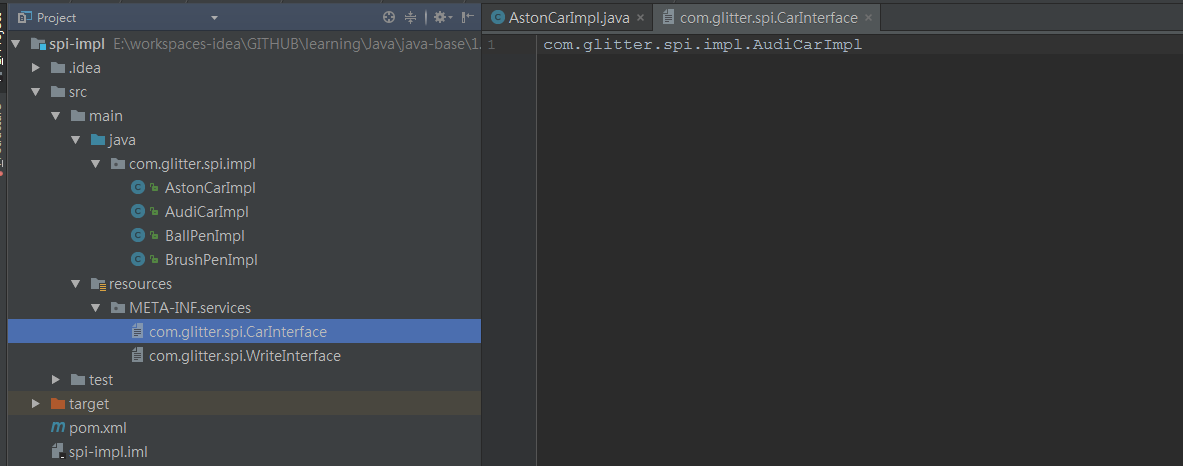 Project
spi-impl E:\workspaces-idea\GITHUB\learning\Java\java-base\1.
.idea
src
main
java
com.glitter.spi.impl
AstonCarImpl
AudiCarImpl
BallPenImpl
BrushPenImpl
resources
META-INF.services
com.glitter.spi.CarInterface
com.glitter.spi.WriteInterface
test
target
pom.xml
spi-impl.iml
AstonCarImpl.java
com.glitter.spi.CarInterface
1 com.glitter.spi.impl.AudiCarImpl